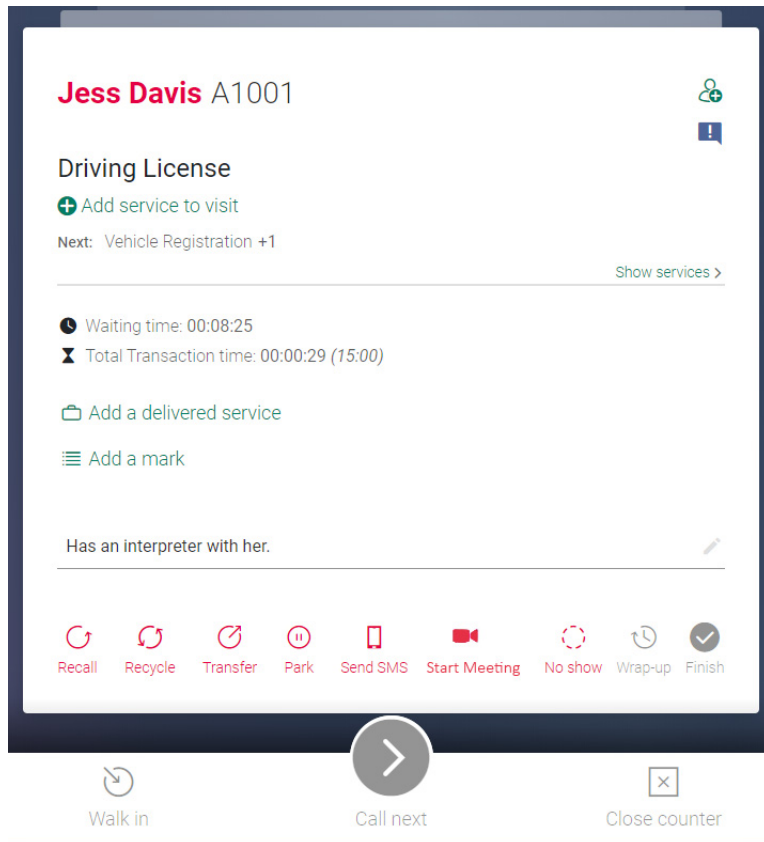 Jess Davis A1001
Driving License
Add service to visit
Next: Vehicle Registration +1
Show services >
Waiting time: 00:08:25
Total Transaction time: 00:00:29 (15:00)
Add a delivered service
Add a mark
Has an interpreter with her.
Recall Recycle Transfer Park Send SMS Start Meeting No show Wrap-up Finish
Walk in Call next Close counter